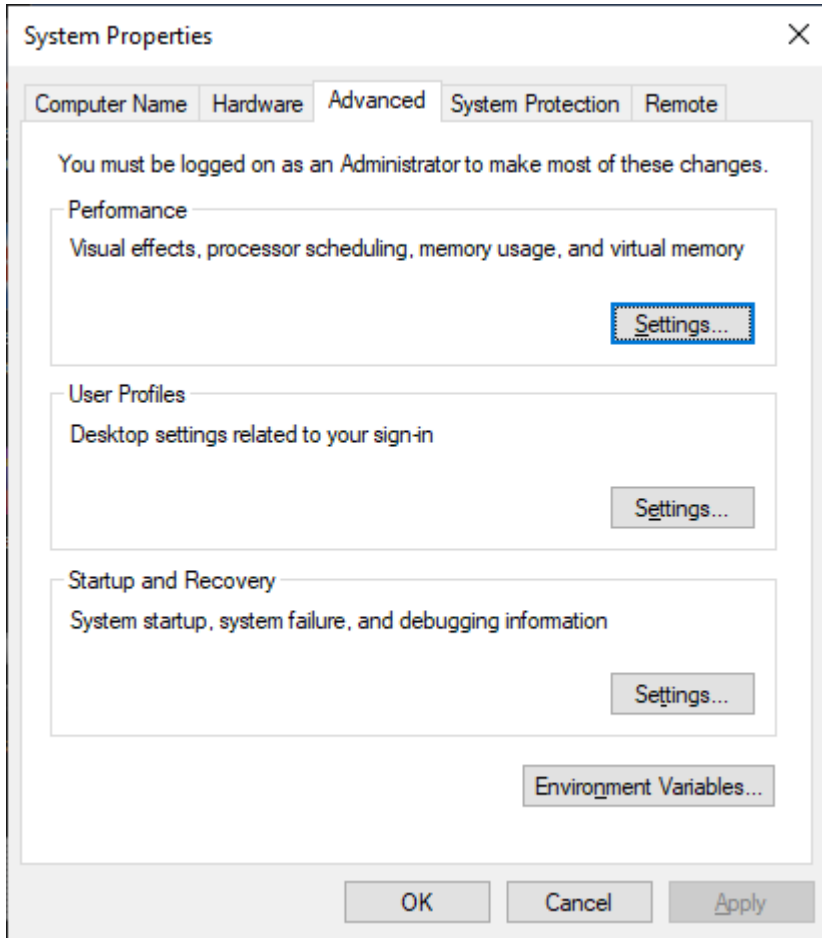 System Properties
Computer Name Hardware Advanced System Protection Remote
You must be logged on as an Administrator to make most of these changes.
Performance
Visual effects, processor scheduling, memory usage, and virtual memory
Settings...
User Profiles
Desktop settings related to your sign-in
Settings...
Startup and Recovery
System startup, system failure, and debugging information
Settings...
Environment Variables...
OK Cancel Apply